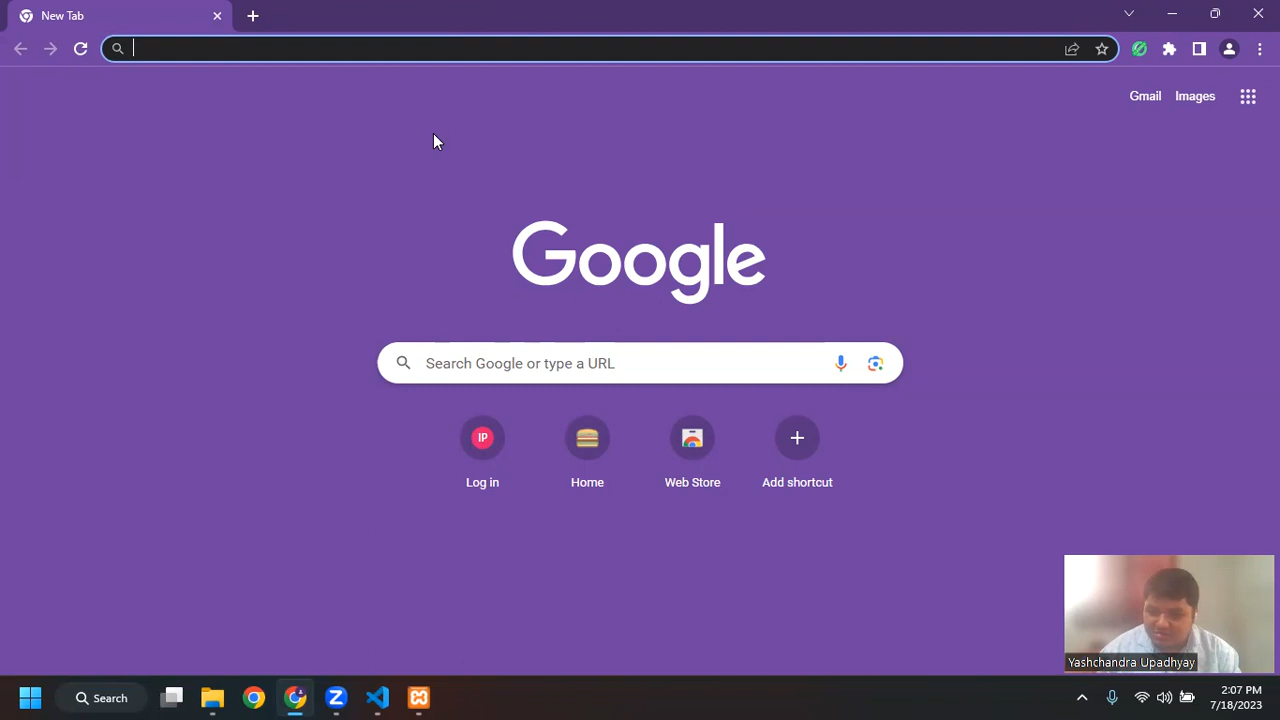 New Tab
Gmail
Images
Google
Search Google or type a URL
IP
Log in
Home
Web Store
Add shortcut
Yashchandra Upadhyay
Search
2:07 PM
7/18/2023